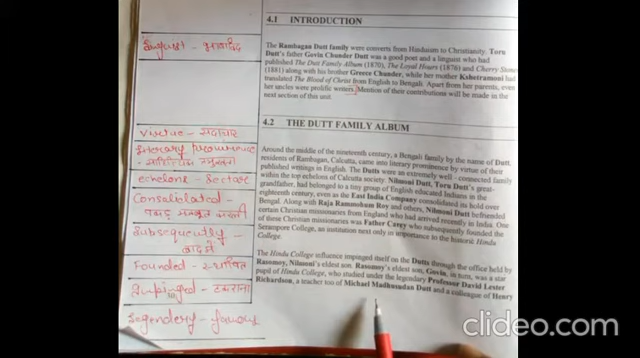 4.1 INTRODUCTION
The Rambagan Dutt family were converts from Hinduism to Christianity. Toru
Dutt's father Govin Chunder Dutt was a good poet and a linguist who had
published The Dutt Family Album (1870), The Loyal Hours (1876) and Cherry Stone
(1881) along with his brother Greece Chunder, while her mother Kshetramoni had
translated The Blood of Christ from English to Bengali. Apart from her parents, even
her uncles were prolific writers. Mention of their contributions will be made in the
next section of this unit.
4.2 THE DUTT FAMILY ALBUM
Around the middle of the nineteenth century, a Bengali family by the name of Dutt,
residents of Rambagan, Calcutta, came into literary prominence by virtue of their
published writings in English. The Dutts were an extremely well-connected family
within the top echelons of Calcutta society. Nilmoni Dutt, Toru Dutt's great-
grandfather, had belonged to a tiny group of English educated Indians in the
eighteenth century, even as the East India Company consolidated its hold over
Bengal. Along with Raja Rammohum Roy and others, Nilmoni Dutt befriended
certain Christian missionaries from England who had arrived recently in India. One
of these Christian missionaries was Father Carey who subsequently founded the
Serampore College, an institution next only in importance to the historic Hindu
College.
The Hindu College influence impinged itself on the Dutts through the office held by
Rasomoy, Nilmoni's eldest son. Rasomoy's eldest son, Govin, in turn, was a star
pupil of Hindu College, who studied under the legendary Professor David Lester
Richardson, a teacher too of Michael Madhusudan Dutt and a colleague of Henry
Virtue - सदाचार
literary prominence
- साहित्यिक
echelons - Sector
Consolidated -
Subsequently -
बाद में
Founded - स्थापित
Impinged - टकराना
legendery - famous
clideo.com